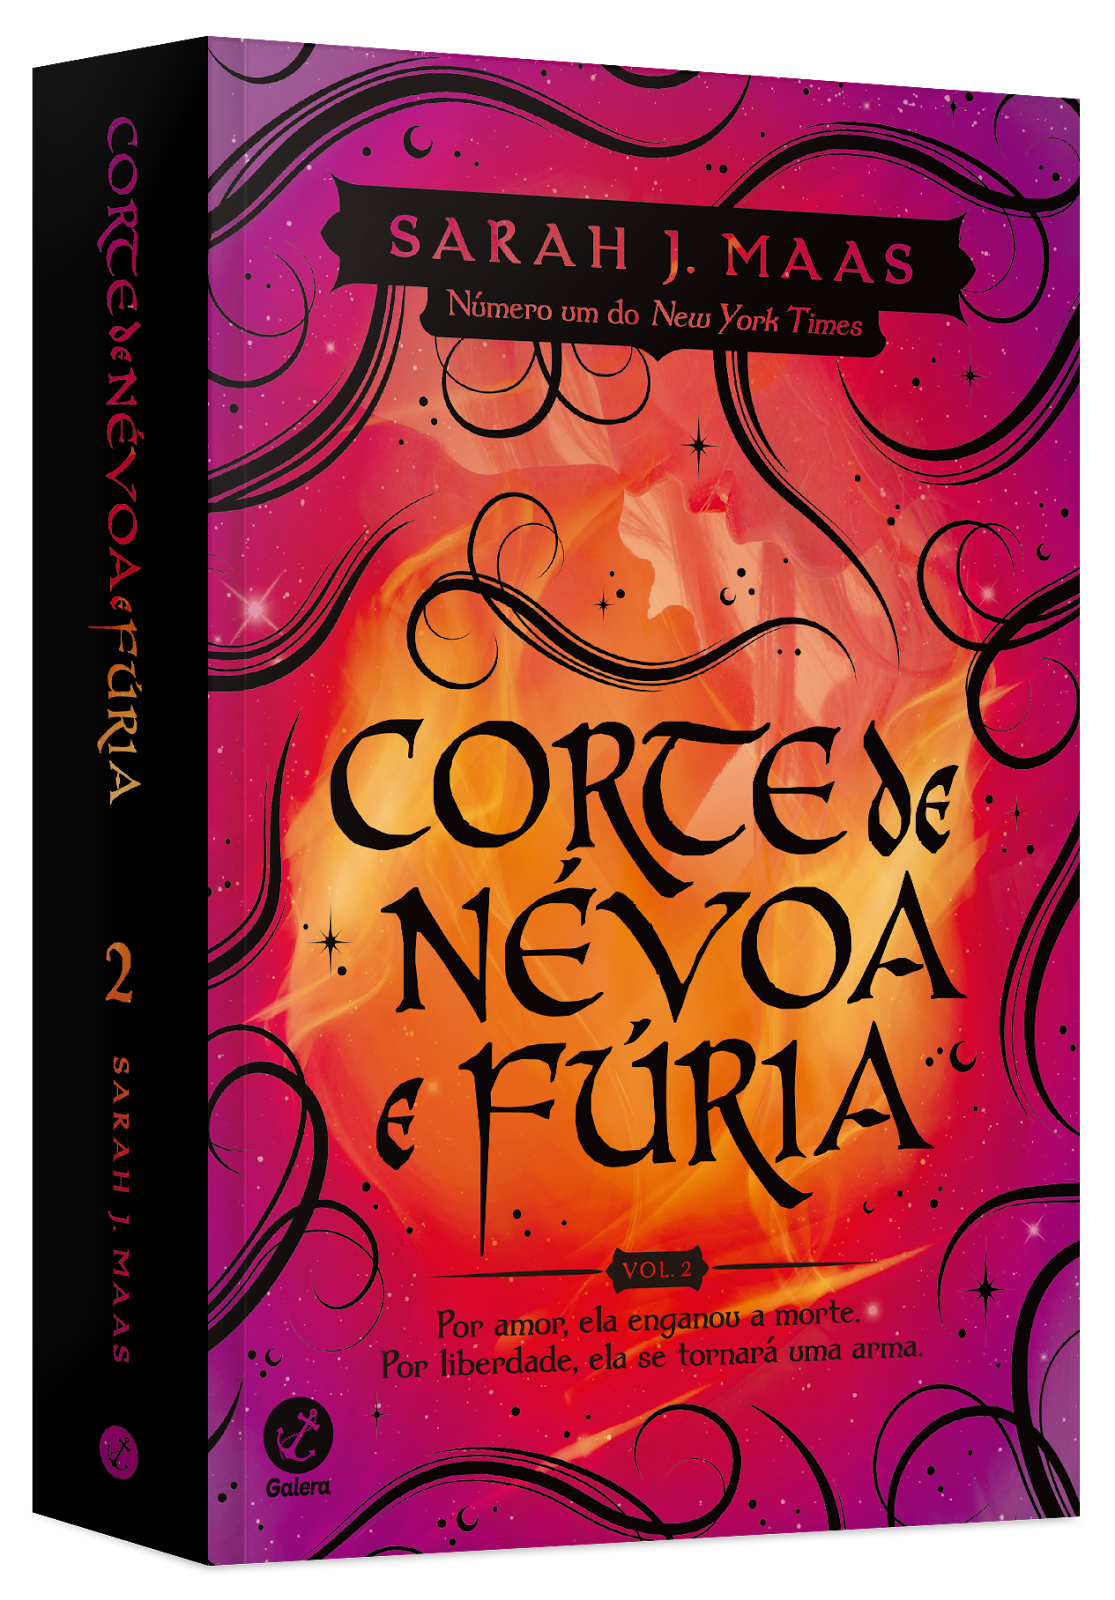 CORTE DE NÉVOA E FÚRIA 2 SARAH J. MAAS
SARAH J. MAAS
Número um do New York Times
CORTE DE
NÉVOA
E FÚRIA
VOL. 2
Por amor, ela enganou a morte.
Por liberdade, ela se tornará uma arma.
Galera